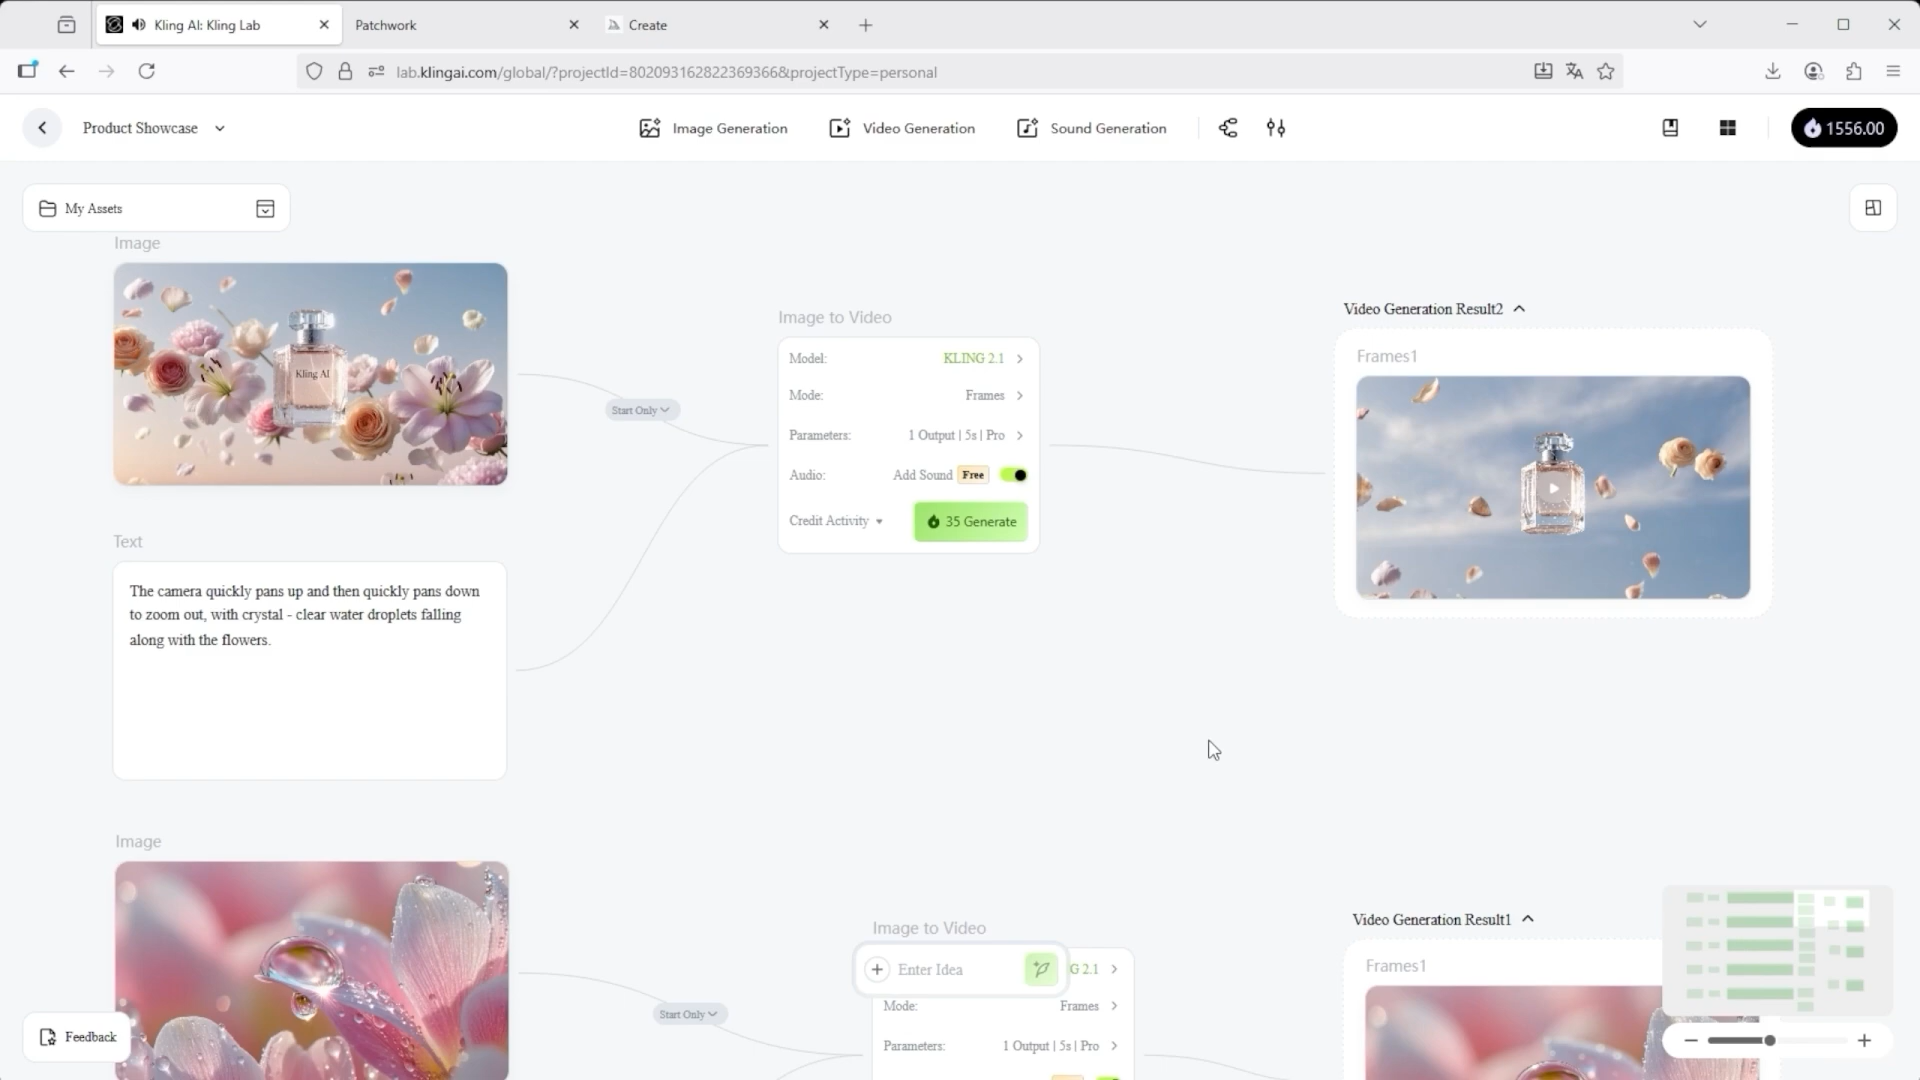 Kling AI: Kling Lab
Patchwork
Create
lab.klingai.com/global/?projectId=802093162822369366&projectType=personal
Product Showcase
Image Generation
Video Generation
Sound Generation
1556.00
My Assets
Image
Kling AI
Start Only
Image to Video
Model: KLING 2.1
Mode: Frames
Parameters: 1 Output | 5s | Pro
Audio: Add Sound Free
Credit Activity
35 Generate
Video Generation Result2
Frames1
Text
The camera quickly pans up and then quickly pans down
to zoom out, with crystal - clear water droplets falling
along with the flowers.
Image
Start Only
Image to Video
Enter Idea
G 2.1
Mode: Frames
Parameters: 1 Output | 5s | Pro
Video Generation Result1
Frames1
Feedback